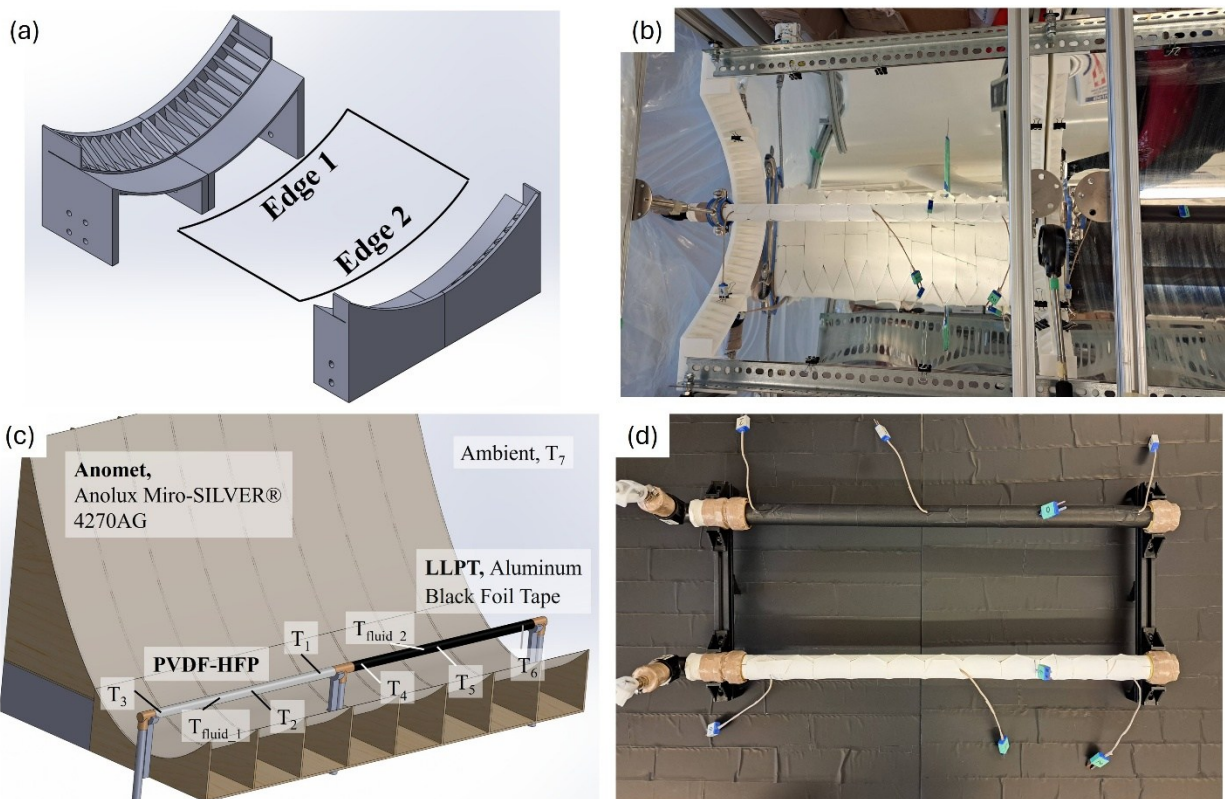 (a)
Edge 1
Edge 2
(b)
(c)
Anomet,
Anolux Miro-SILVER®
4270AG
Ambient, T7
LLPT, Aluminum
Black Foil Tape
PVDF-HFP
T1
Tfluid_2
T3
Tfluid_1
T2
T4
T5
T6
(d)